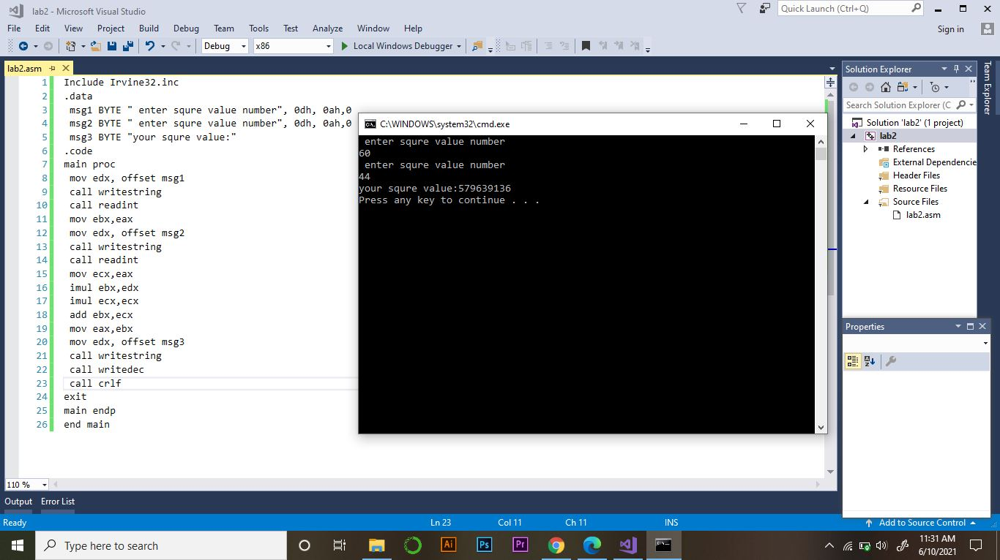 lab2 - Microsoft Visual Studio
Quick Launch (Ctrl+Q)
File Edit View Project Build Debug Team Tools Test Analyze Window Help
Sign in
Debug x86 Local Windows Debugger
lab2.asm
1 Include Irvine32.inc
2 .data
3 msg1 BYTE " enter squre value number", 0dh, 0ah,0
4 msg2 BYTE " enter squre value number", 0dh, 0ah,0
5 msg3 BYTE "your squre value:"
6 .code
7 main proc
8 mov edx, offset msg1
9 call writestring
10 call readint
11 mov ebx,eax
12 mov edx, offset msg2
13 call writestring
14 call readint
15 mov ecx,eax
16 imul ebx,edx
17 imul ecx,ecx
18 add ebx,ecx
19 mov eax,ebx
20 mov edx, offset msg3
21 call writestring
22 call writedec
23 call crlf
24 exit
25 main endp
26 end main
110 %
C:\WINDOWS\system32\cmd.exe
enter squre value number
60
enter squre value number
44
your squre value:579639136
Press any key to continue . . .
Solution Explorer
Search Solution Explorer (C
Solution 'lab2' (1 project)
lab2
References
External Dependencie
Header Files
Resource Files
Source Files
lab2.asm
Team Explorer
Properties
Output Error List
Ready
Ln 23 Col 11 Ch 11 INS
Add to Source Control
Type here to search
Ai
Ps
Pr
11:31 AM
6/10/2021